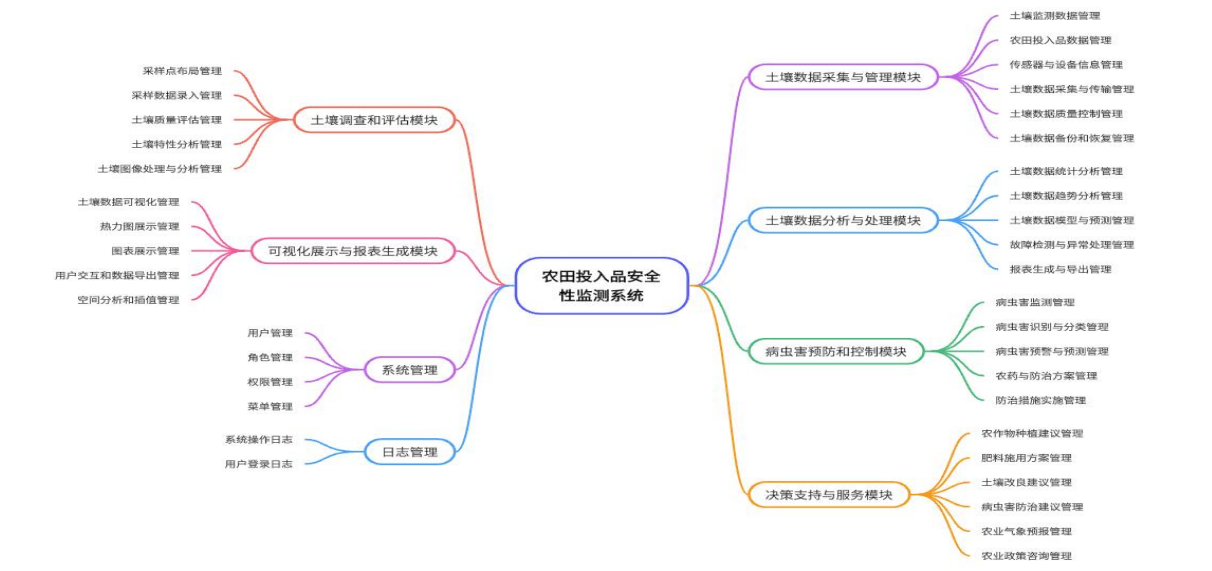 农田投入品安全
性监测系统
土壤调查和评估模块
采样点布局管理
采样数据录入管理
土壤质量评估管理
土壤特性分析管理
土壤图像处理与分析管理
可视化展示与报表生成模块
土壤数据可视化管理
热力图展示管理
图表展示管理
用户交互和数据导出管理
空间分析和插值管理
系统管理
用户管理
角色管理
权限管理
菜单管理
日志管理
系统操作日志
用户登录日志
土壤数据采集与管理模块
土壤监测数据管理
农田投入品数据管理
传感器与设备信息管理
土壤数据采集与传输管理
土壤数据质量控制管理
土壤数据备份和恢复管理
土壤数据分析与处理模块
土壤数据统计分析管理
土壤数据趋势分析管理
土壤数据模型与预测管理
故障检测与异常处理管理
报表生成与导出管理
病虫害预防和控制模块
病虫害监测管理
病虫害识别与分类管理
病虫害预警与预测管理
农药与防治方案管理
防治措施实施管理
决策支持与服务模块
农作物种植建议管理
肥料施用方案管理
土壤改良建议管理
病虫害防治建议管理
农业气象预报管理
农业政策咨询管理